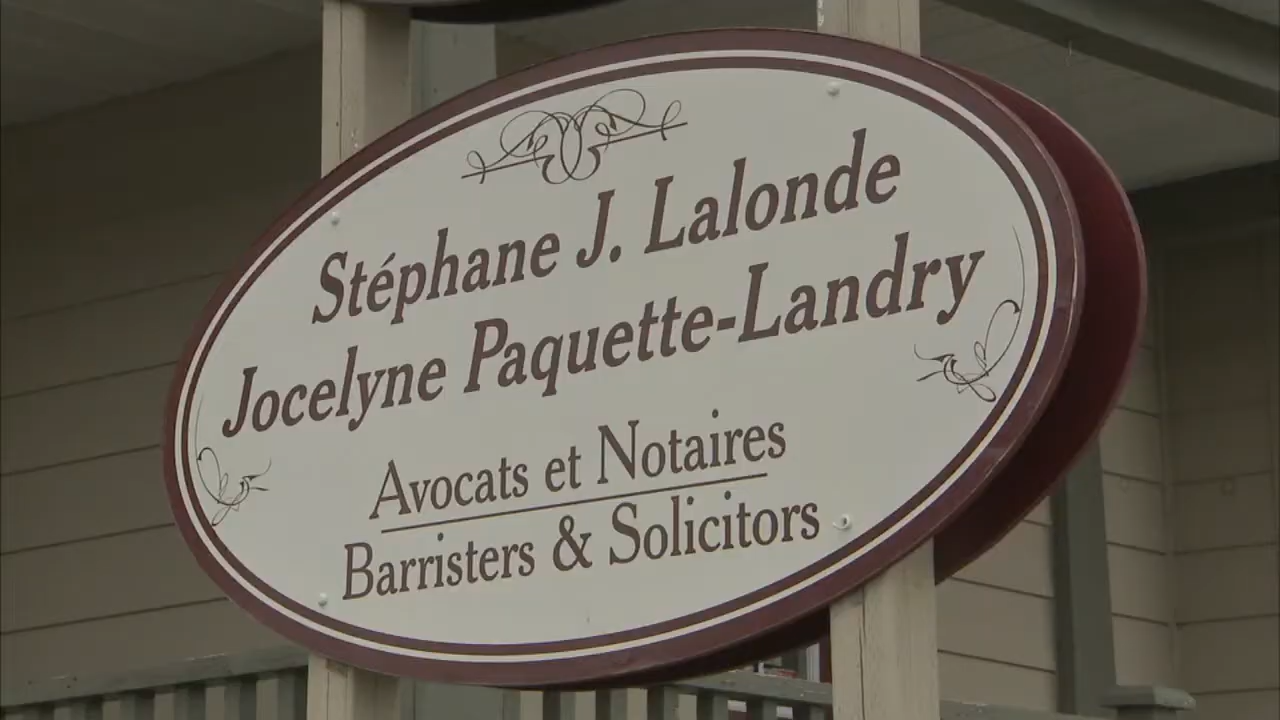 Stéphane J. Lalonde
Jocelyne Paquette-Landry
Avocats et Notaires
Barristers & Solicitors